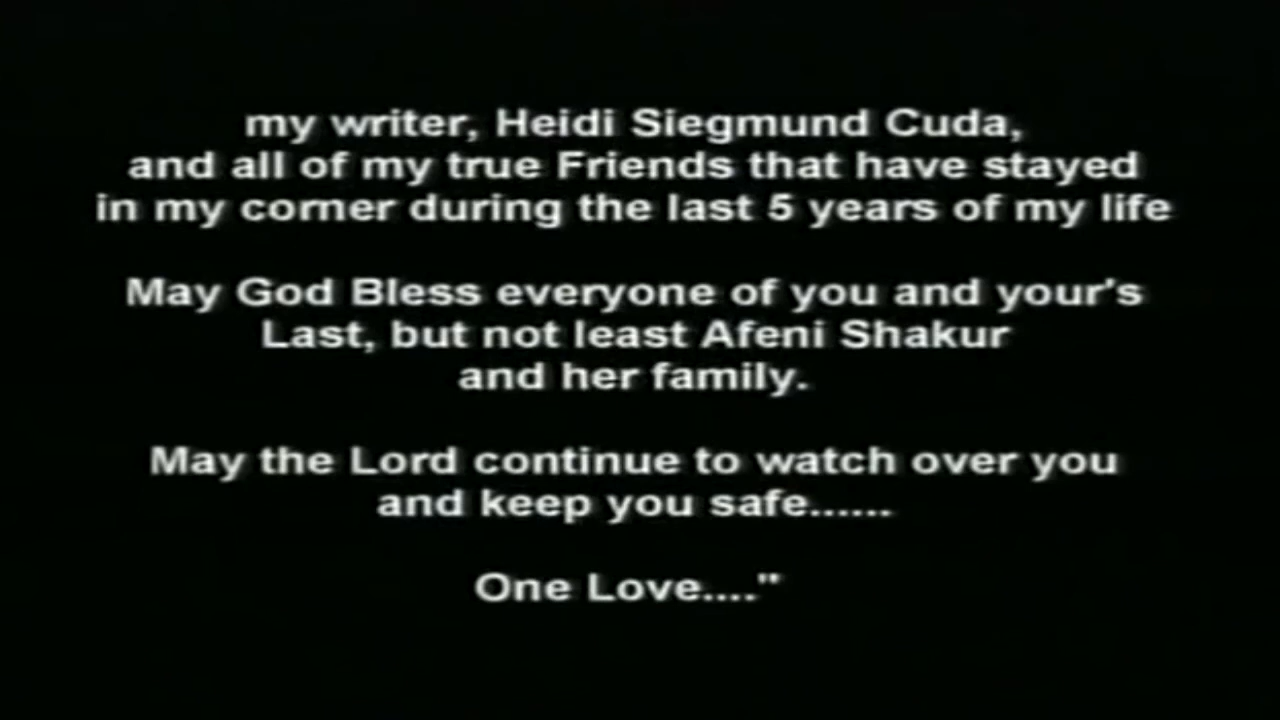 my writer, Heidi Siegmund Cuda,
and all of my true Friends that have stayed
in my corner during the last 5 years of my life
May God Bless everyone of you and your's
Last, but not least Afeni Shakur
and her family.
May the Lord continue to watch over you
and keep you safe......
One Love...."